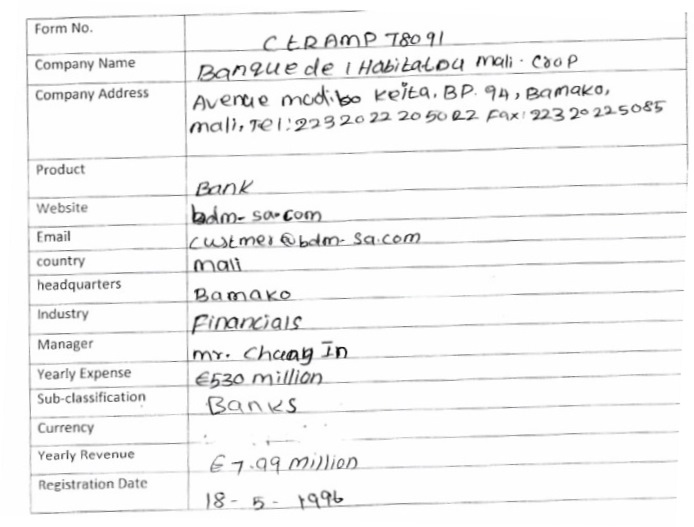 Form No. CtRAMP 78091
Company Name Banque de l Habitatou mali. Coop
Company Address Avenue modibo Keita, BP. 94, Bamako,
mali, Tel: 223 20 22 20 50 Fax: 223 20 22 5085
Product Bank
Website bdm-sa.com
Email custmer@bdm-sa.com
country mali
headquarters Bamako
Industry Financials
Manager mr. Chang In
Yearly Expense €530 million
Sub-classification Banks
Currency
Yearly Revenue €7.99 million
Registration Date 18-5-1996